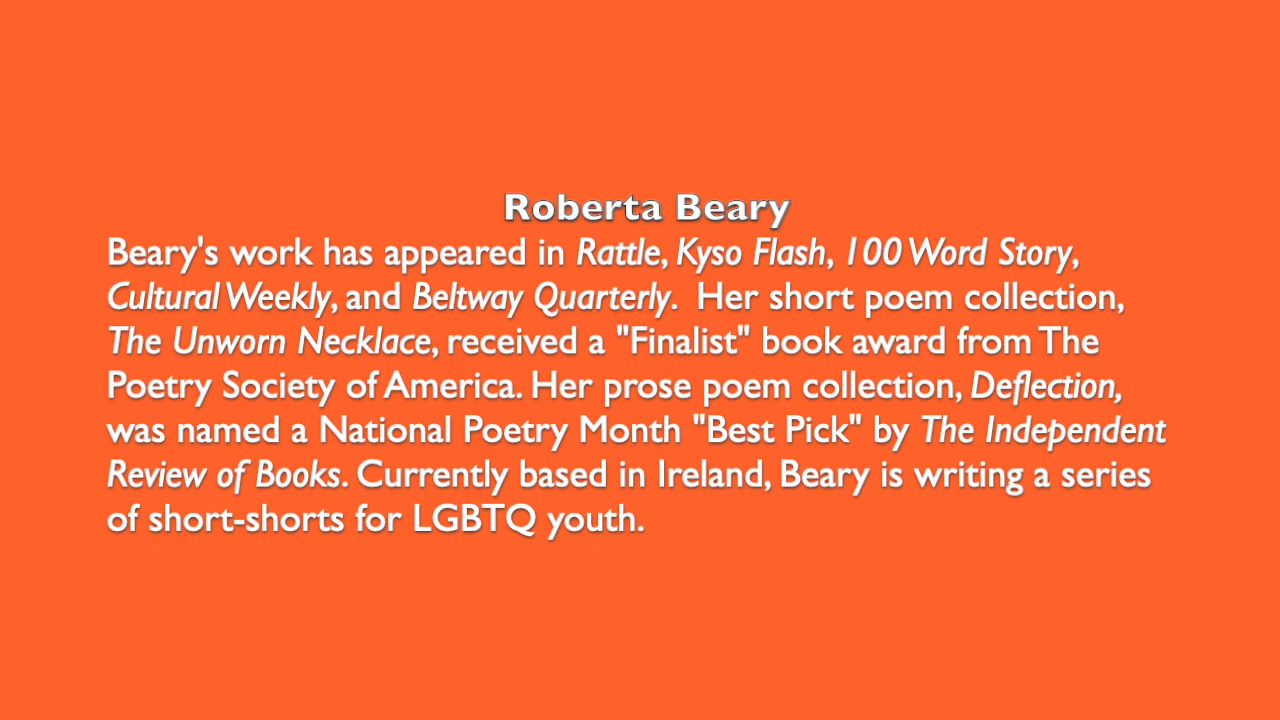 Roberta Beary
Beary's work has appeared in Rattle, Kyso Flash, 100 Word Story,
Cultural Weekly, and Beltway Quarterly.  Her short poem collection,
The Unworn Necklace, received a "Finalist" book award from The
Poetry Society of America. Her prose poem collection, Deflection,
was named a National Poetry Month "Best Pick" by The Independent
Review of Books. Currently based in Ireland, Beary is writing a series
of short-shorts for LGBTQ youth.